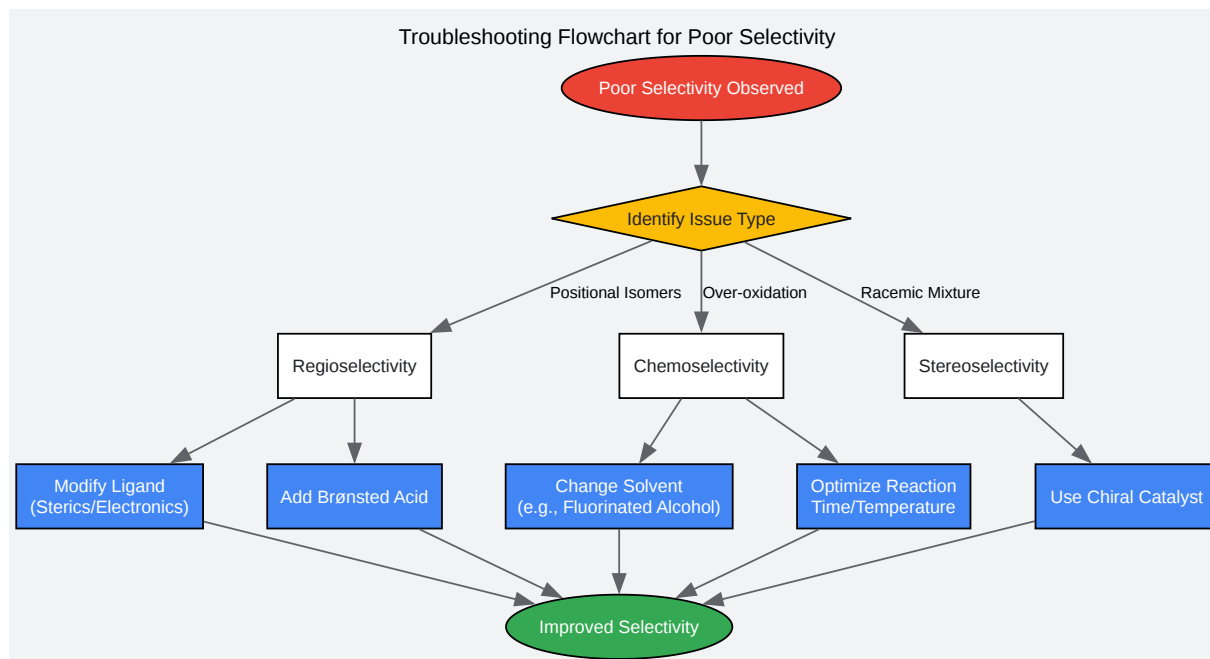 Troubleshooting Flowchart for Poor Selectivity
Poor Selectivity Observed
Identify Issue Type
Positional Isomers
Over-oxidation
Racemic Mixture
Regioselectivity
Chemoselectivity
Stereoselectivity
Modify Ligand
(Sterics/Electronics)
Add Brønsted Acid
Change Solvent
(e.g., Fluorinated Alcohol)
Optimize Reaction
Time/Temperature
Use Chiral Catalyst
Improved Selectivity